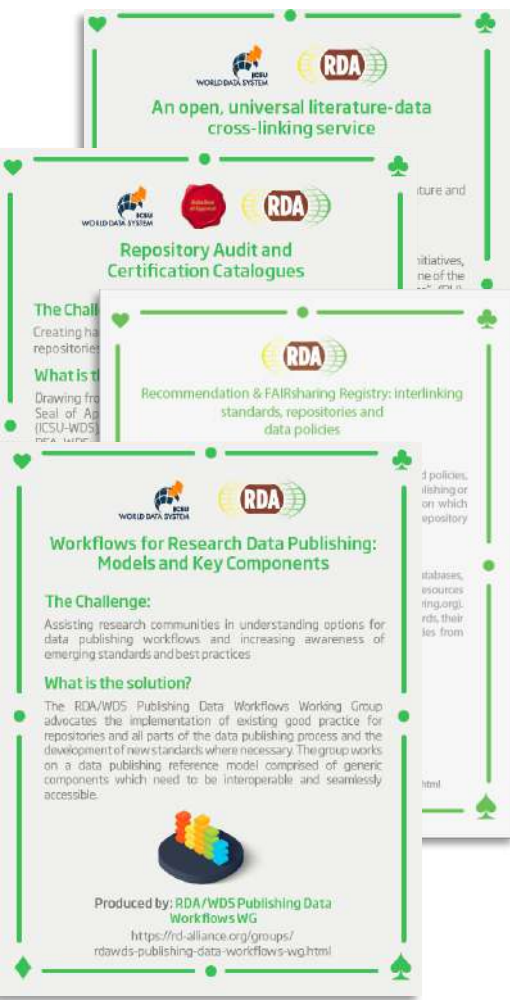 ICSU
WORLD DATA SYSTEM
RDA
An open, universal literature-data
cross-linking service
ture and
nitiatives,
ne of the
ICSU
WORLD DATA SYSTEM
RDA
Repository Audit and
Certification Catalogues
The Chall
Creating ha
repositories
What is t
Drawing fro
Seal of Ap
(ICSU-WDS)
RDA
Recommendation & FAIRsharing Registry: interlinking
standards, repositories and
data policies
d policies,
blishing or
on which
epository
atabases,
esources
ring.org).
rds, their
ies from
html
ICSU
WORLD DATA SYSTEM
RDA
Workflows for Research Data Publishing:
Models and Key Components
The Challenge:
Assisting research communities in understanding options for
data publishing workflows and increasing awareness of
emerging standards and best practices
What is the solution?
The RDA/WDS Publishing Data Workflows Working Group
advocates the implementation of existing good practice for
repositories and all parts of the data publishing process and the
development of new standards where necessary. The group works
on a data publishing reference model comprised of generic
components which need to be interoperable and seamlessly
accessible.
Produced by: RDA/WDS Publishing Data
Workflows WG
https://rd-alliance.org/groups/
rdawds-publishing-data-workflows-wg.html